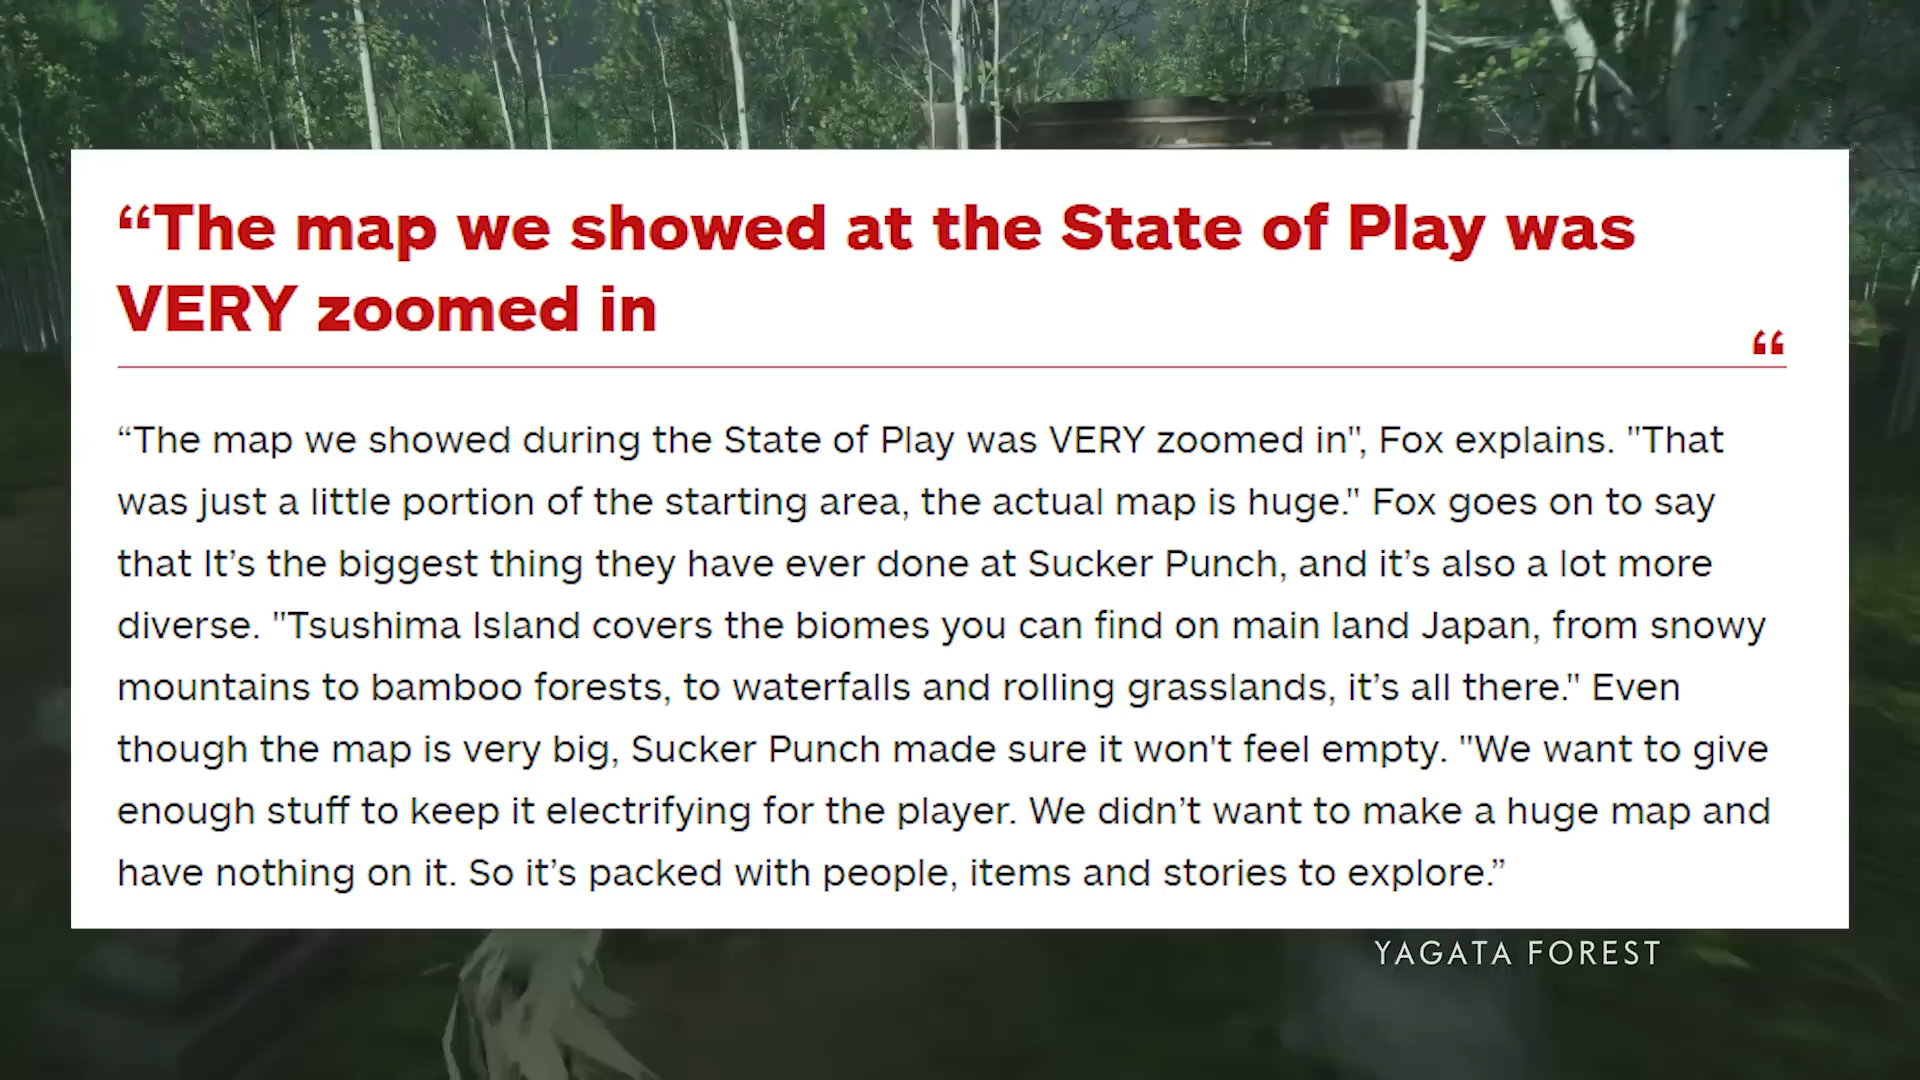 “The map we showed at the State of Play was
VERY zoomed in
“
“The map we showed during the State of Play was VERY zoomed in", Fox explains. "That
was just a little portion of the starting area, the actual map is huge." Fox goes on to say
that It’s the biggest thing they have ever done at Sucker Punch, and it’s also a lot more
diverse. "Tsushima Island covers the biomes you can find on main land Japan, from snowy
mountains to bamboo forests, to waterfalls and rolling grasslands, it’s all there." Even
though the map is very big, Sucker Punch made sure it won't feel empty. "We want to give
enough stuff to keep it electrifying for the player. We didn’t want to make a huge map and
have nothing on it. So it’s packed with people, items and stories to explore.”
YAGATA FOREST